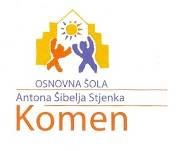 OSNOVNA ŠOLA
Antona Šibelja Stjenka
Komen